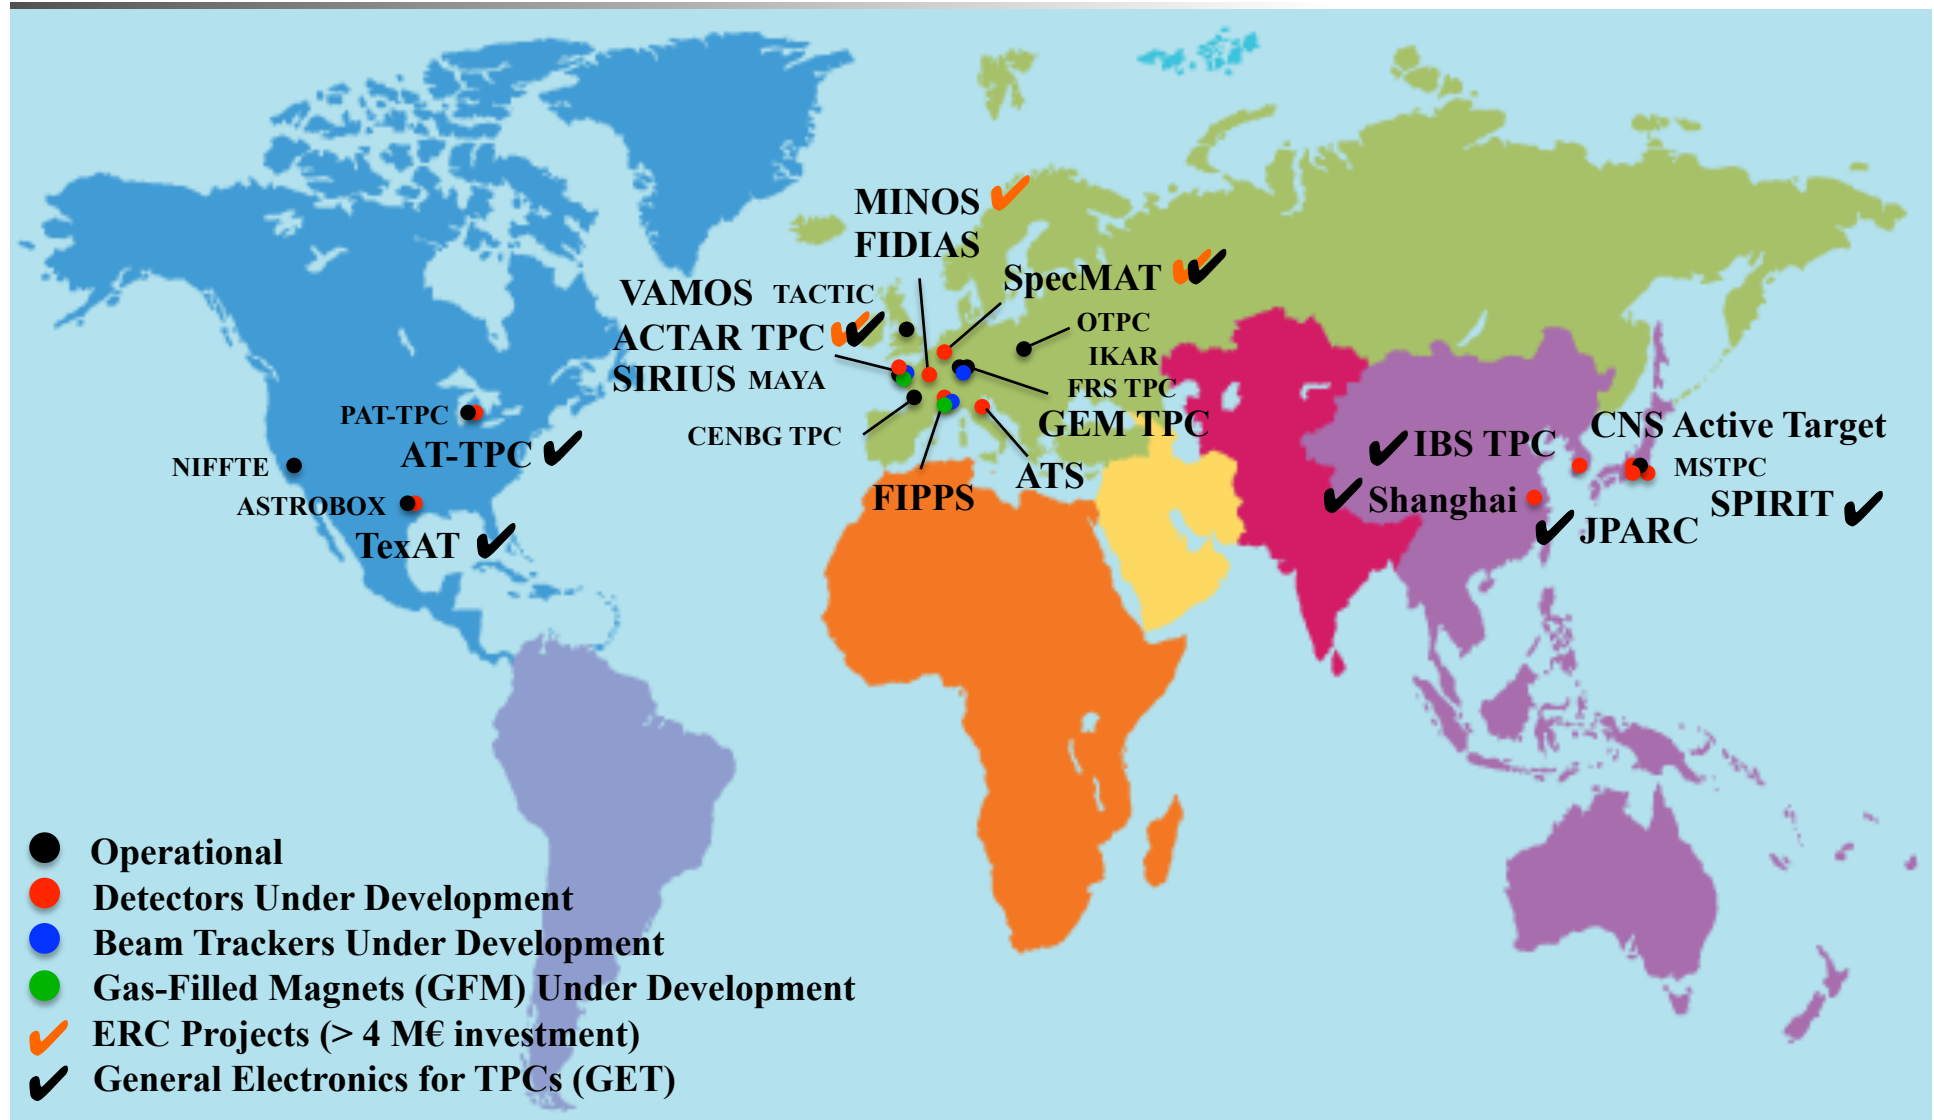 MINOS
FIDIAS
SpecMAT
VAMOS TACTIC
ACTAR TPC
SIRIUS MAYA
OTPC
IKAR
FRS TPC
GEM TPC
CENBG TPC
ATS
FIPPS
PAT-TPC
AT-TPC
NIFFTE
ASTROBOX
TexAT
CNS Active Target
IBS TPC
MSTPC
Shanghai
SPIRIT
JPARC
Operational
Detectors Under Development
Beam Trackers Under Development
Gas-Filled Magnets (GFM) Under Development
ERC Projects (> 4 M€ investment)
General Electronics for TPCs (GET)